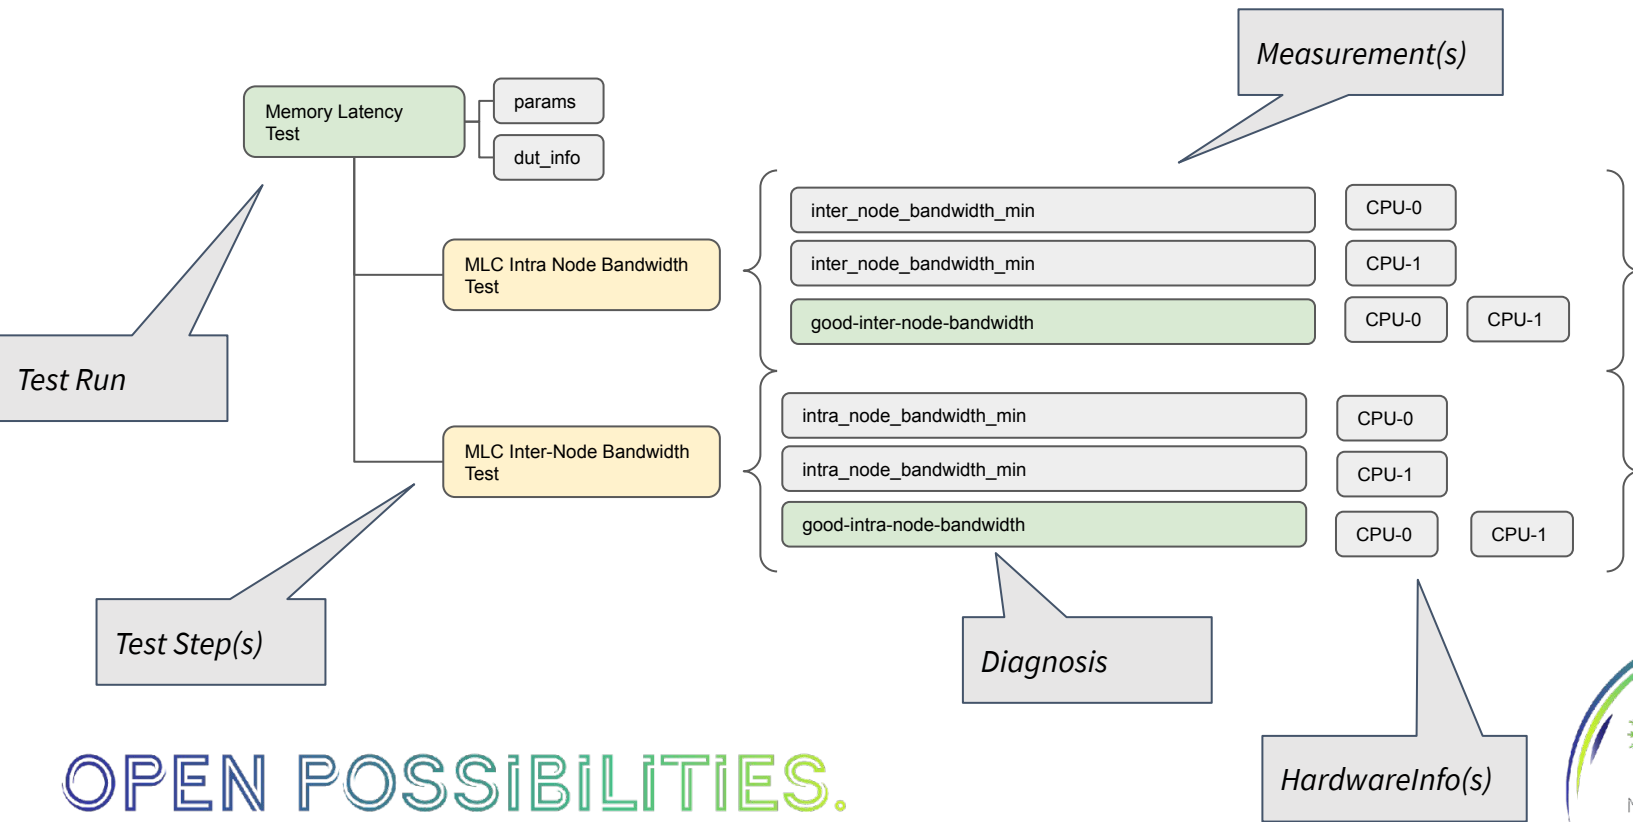 Measurement(s)
Memory Latency
Test
params
dut_info
inter_node_bandwidth_min
CPU-0
MLC Intra Node Bandwidth
Test
inter_node_bandwidth_min
CPU-1
good-inter-node-bandwidth
CPU-0
CPU-1
Test Run
intra_node_bandwidth_min
CPU-0
MLC Inter-Node Bandwidth
Test
intra_node_bandwidth_min
CPU-1
good-intra-node-bandwidth
CPU-0
CPU-1
Test Step(s)
Diagnosis
HardwareInfo(s)
OPEN POSSIBILITIES.